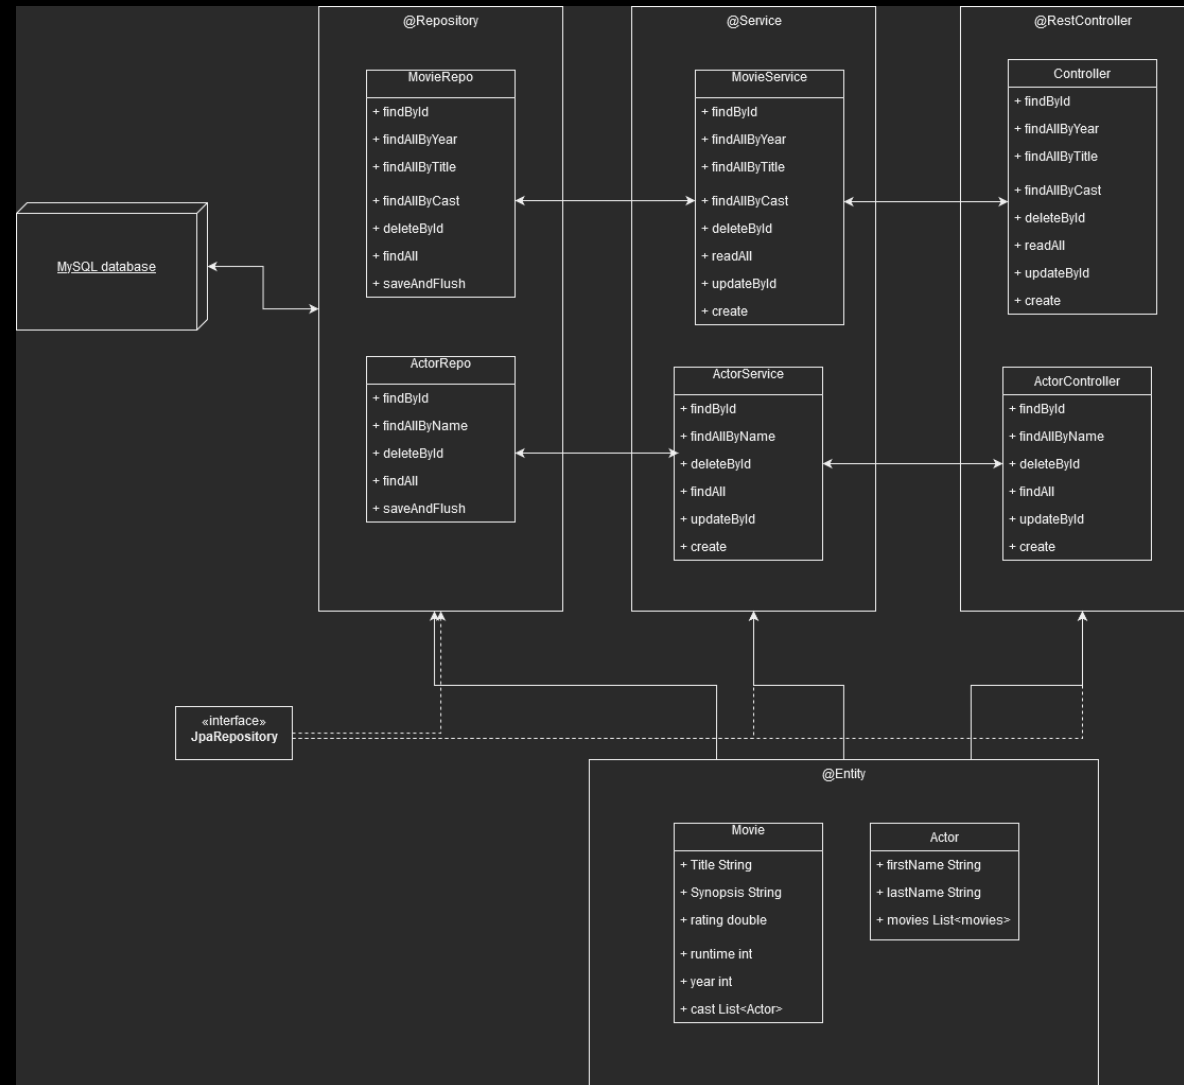 @Repository
MovieRepo
+ findById
+ findAllByYear
+ findAllByTitle
+ findAllByCast
+ deleteById
+ findAll
+ saveAndFlush
ActorRepo
+ findById
+ findAllByName
+ deleteById
+ findAll
+ saveAndFlush
@Service
MovieService
+ findById
+ findAllByYear
+ findAllByTitle
+ findAllByCast
+ deleteById
+ readAll
+ updateById
+ create
ActorService
+ findById
+ findAllByName
+ deleteById
+ findAll
+ updateById
+ create
@RestController
Controller
+ findById
+ findAllByYear
+ findAllByTitle
+ findAllByCast
+ deleteById
+ readAll
+ updateById
+ create
ActorController
+ findById
+ findAllByName
+ deleteById
+ findAll
+ updateById
+ create
MySQL database
«interface»
JpaRepository
@Entity
Movie
+ Title String
+ Synopsis String
+ rating double
+ runtime int
+ year int
+ cast List<Actor>
Actor
+ firstName String
+ lastName String
+ movies List<movies>